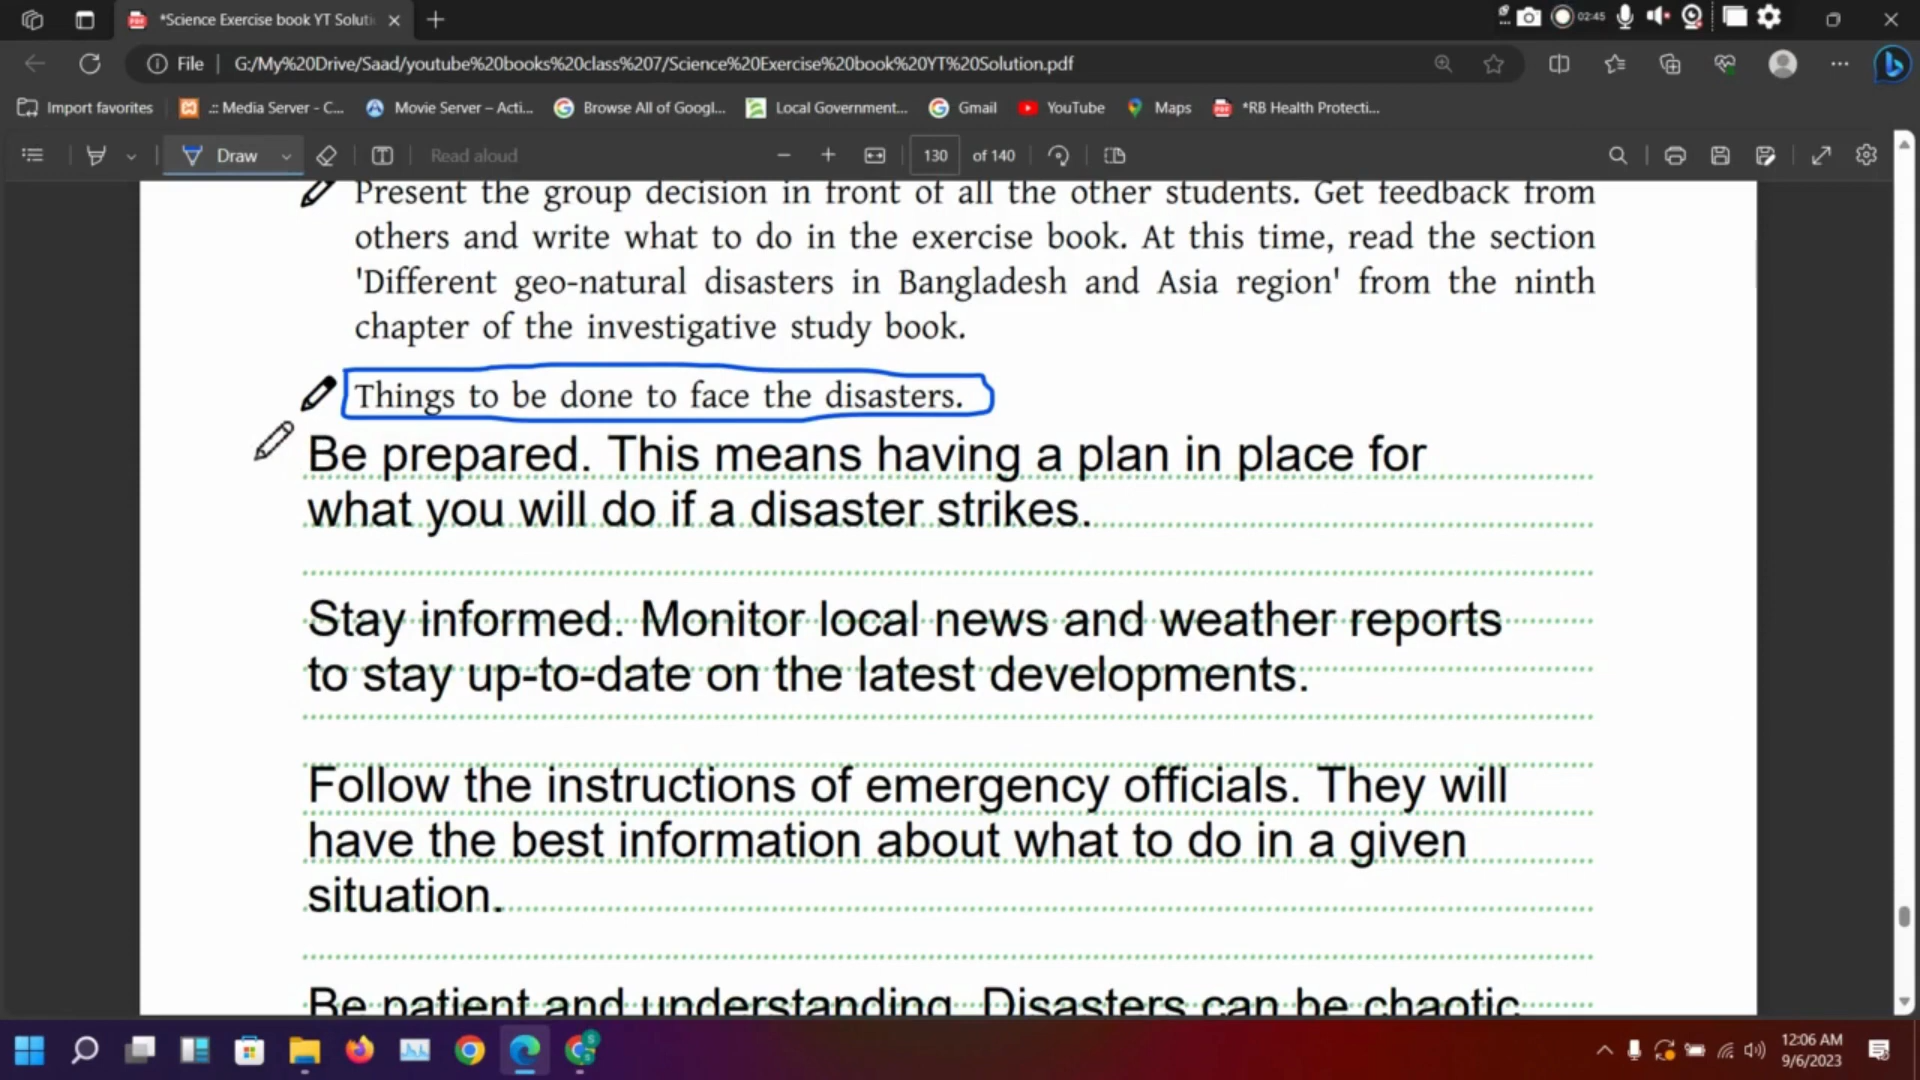 *Science Exercise book YT Soluti
02:45
File
G:/My%20Drive/Saad/youtube%20books%20class%207/Science%20Exercise%20book%20YT%20Solution.pdf
Import favorites
.:: Media Server - C...
Movie Server – Acti...
Browse All of Googl...
Local Government...
Gmail
YouTube
Maps
*RB Health Protecti...
Draw
Read aloud
130 of 140
Present the group decision in front of all the other students. Get feedback from
others and write what to do in the exercise book. At this time, read the section
'Different geo-natural disasters in Bangladesh and Asia region' from the ninth
chapter of the investigative study book.
Things to be done to face the disasters.
Be prepared. This means having a plan in place for
what you will do if a disaster strikes.
Stay informed. Monitor local news and weather reports
to stay up-to-date on the latest developments.
Follow the instructions of emergency officials. They will
have the best information about what to do in a given
situation.
Be patient and understanding. Disasters can be chaotic
12:06 AM
9/6/2023